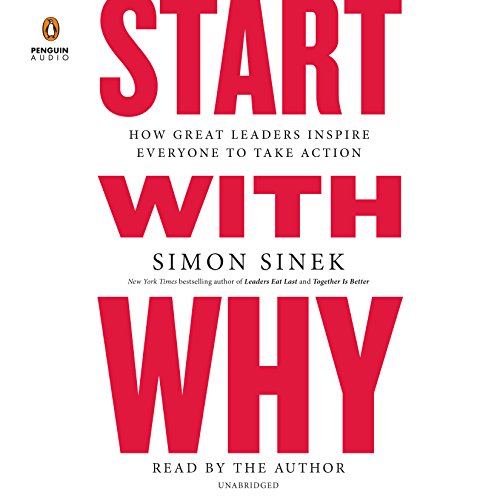 PENGUIN
AUDIO
START
HOW GREAT LEADERS INSPIRE
EVERYONE TO TAKE ACTION
WITH
SIMON SINEK
New York Times bestselling author of Leaders Eat Last and Together Is Better
WHY
READ BY THE AUTHOR
UNABRIDGED